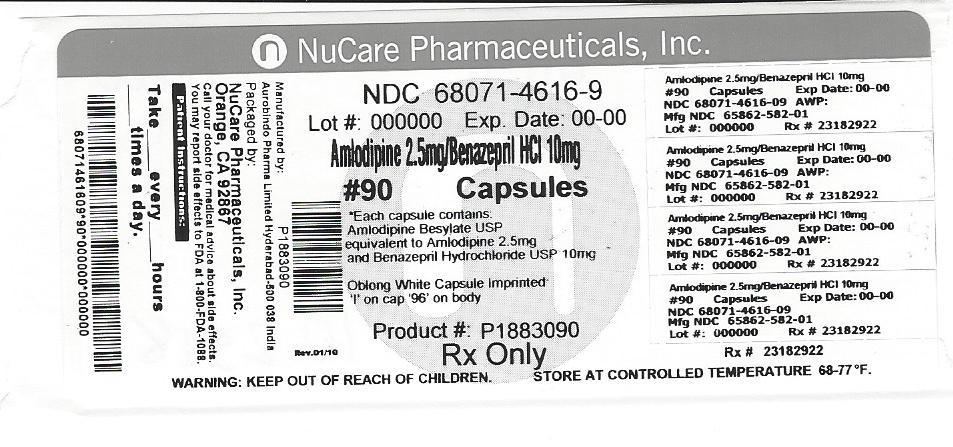 n NuCare Pharmaceuticals, Inc.
Take____every____hours
____times a day.
Patient Instructions:
Call your doctor for medical advice about side effects.
You may report side effects to FDA at 1-800-FDA-1088.
68071461609*90*000000*0000000
Manufactured by:
Aurobindo Pharma Limited Hyderabad-500 038 India
Packaged by:
NuCare Pharmaceuticals, Inc.
Orange, CA 92867
P1883090
NDC 68071-4616-9
Lot #: 000000 Exp. Date: 00-00
Amlodipine 2.5mg/Benazepril HCl 10mg
#90 Capsules
*Each capsule contains:
Amlodipine Besylate USP
equivalent to Amlodipine 2.5mg
and Benazepril Hydrochloride USP 10mg
Oblong White Capsule Imprinted
'I' on cap '96' on body
Product #: P1883090
Rev.01/10
Rx Only
Amlodipine 2.5mg/Benazepril HCl 10mg
#90 Capsules Exp Date: 00-00
NDC 68071-4616-09 AWP:
Mfg NDC 65862-582-01
Lot #: 000000 Rx # 23182922
Amlodipine 2.5mg/Benazepril HCl 10mg
#90 Capsules Exp Date: 00-00
NDC 68071-4616-09 AWP:
Mfg NDC 65862-582-01
Lot #: 000000 Rx # 23182922
Amlodipine 2.5mg/Benazepril HCl 10mg
#90 Capsules Exp Date: 00-00
NDC 68071-4616-09 AWP:
Mfg NDC 65862-582-01
Lot #: 000000 Rx # 23182922
Amlodipine 2.5mg/Benazepril HCl 10mg
#90 Capsules Exp Date: 00-00
NDC 68071-4616-09
Mfg NDC 65862-582-01
Lot #: 000000 Rx # 23182922
Rx # 23182922
WARNING: KEEP OUT OF REACH OF CHILDREN. STORE AT CONTROLLED TEMPERATURE 68-77°F.